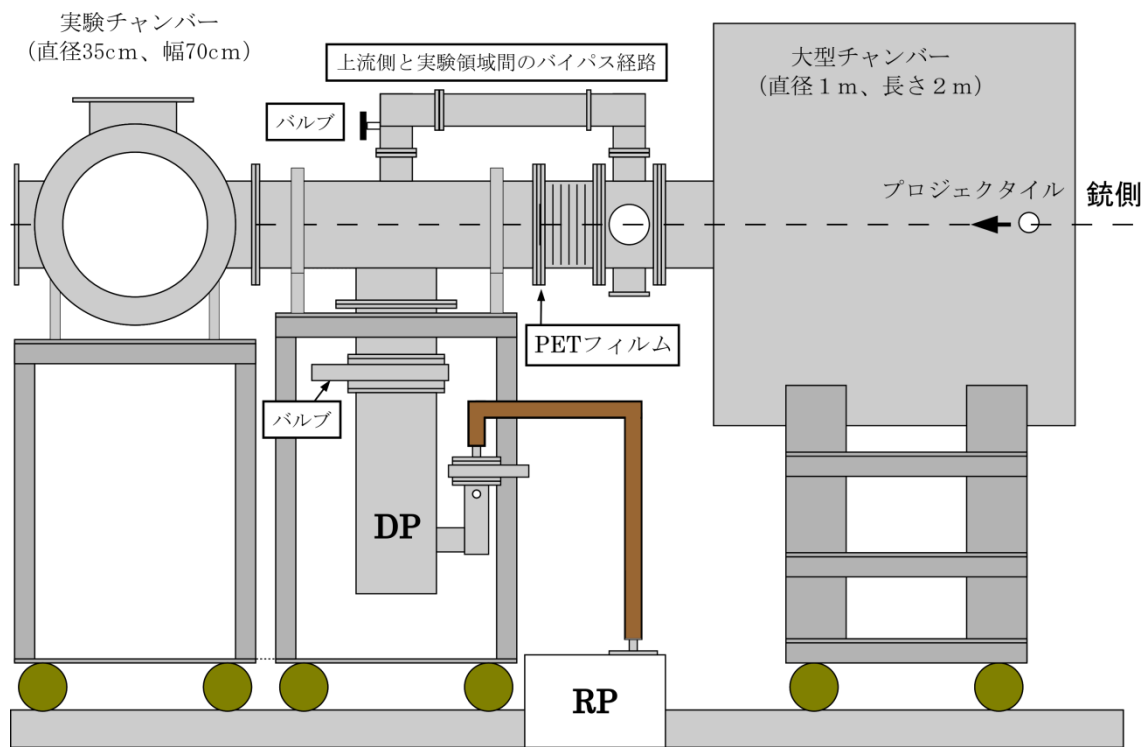 実験チャンバー
（直径35cm、幅70cm）
上流側と実験領域間のバイパス経路
大型チャンバー
（直径１ｍ、長さ２ｍ）
バルブ
プロジェクタイル
銃側
PETフィルム
バルブ
DP
RP